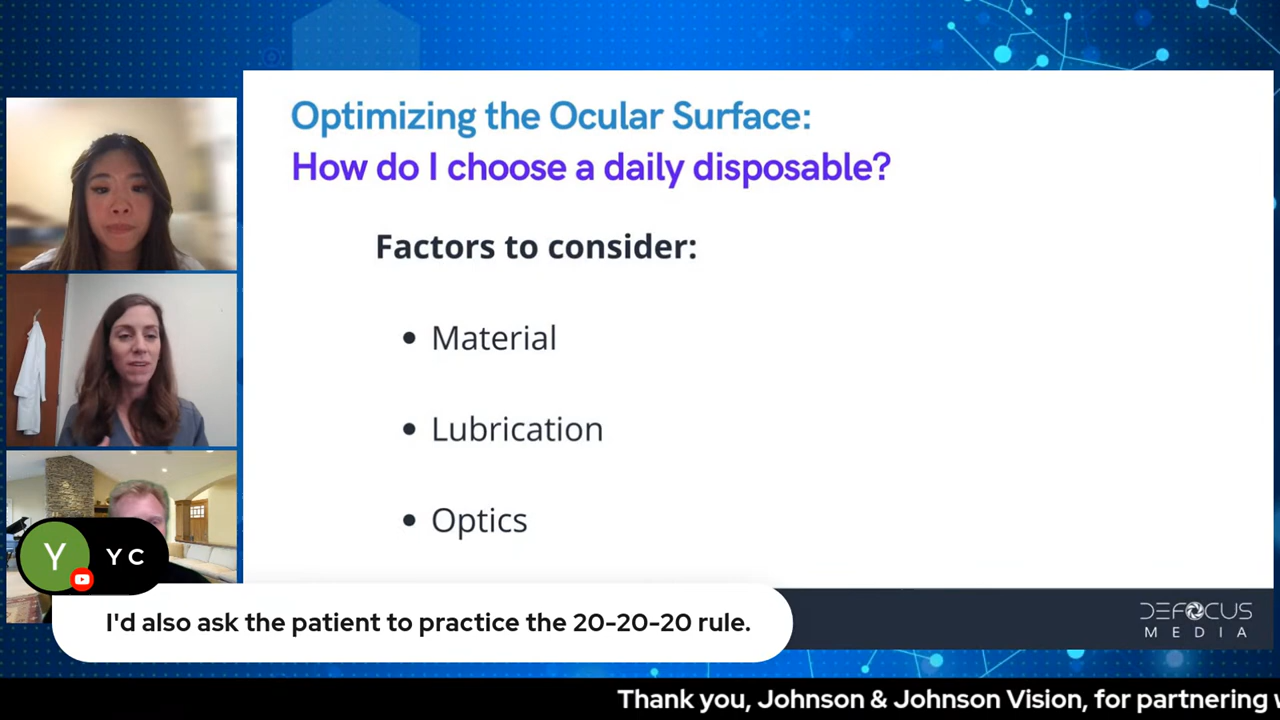 Optimizing the Ocular Surface:
How do I choose a daily disposable?
Factors to consider:
• Material
• Lubrication
• Optics
Y
Y C
I'd also ask the patient to practice the 20-20-20 rule.
DEFOCUS
MEDIA
Thank you, Johnson & Johnson Vision, for partnering